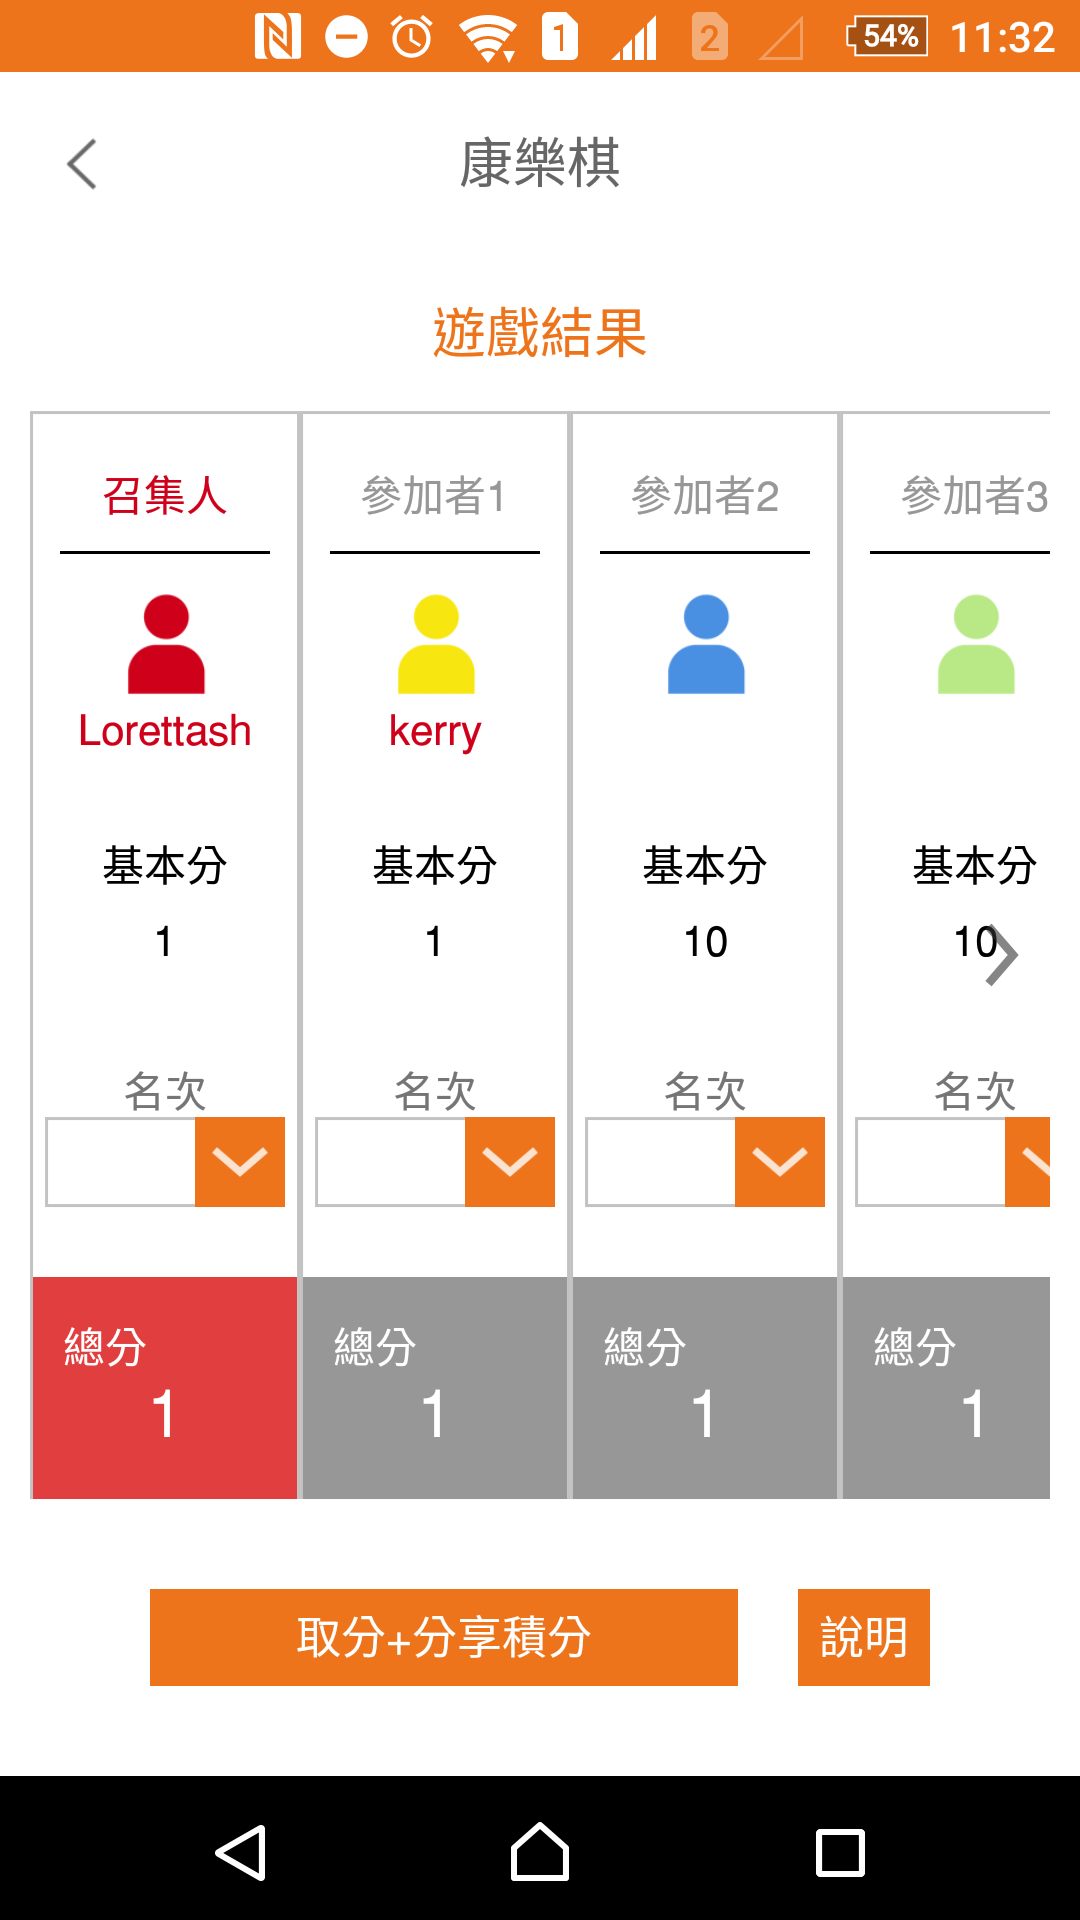 1 2 54% 11:32
康樂棋
遊戲結果
召集人 參加者1 參加者2 參加者3
Lorettash kerry
基本分 基本分 基本分 基本分
1 1 10 10
名次 名次 名次 名次
總分 總分 總分 總分
1 1 1 1
取分+分享積分 說明